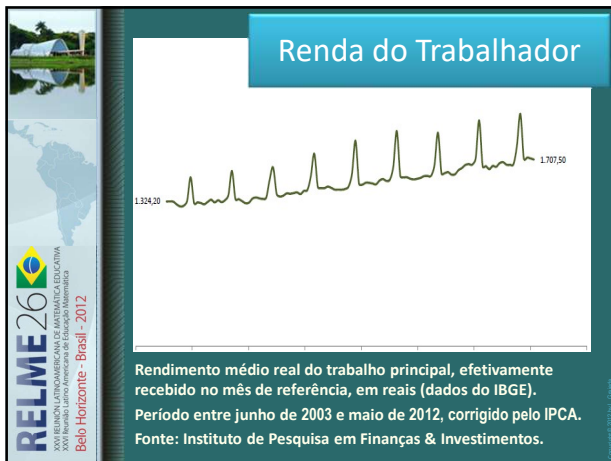 Renda do Trabalhador
1.324,20
1.707,50
Rendimento médio real do trabalho principal, efetivamente
recebido no mês de referência, em reais (dados do IBGE).
Período entre junho de 2003 e maio de 2012, corrigido pelo IPCA.
Fonte: Instituto de Pesquisa em Finanças & Investimentos.
RELME 26
XXVI REUNIÓN LATINOAMERICANA DE MATEMÁTICA EDUCATIVA
XXVI Reunião Latino Americana de Educação Matemática
Belo Horizonte - Brasil - 2012